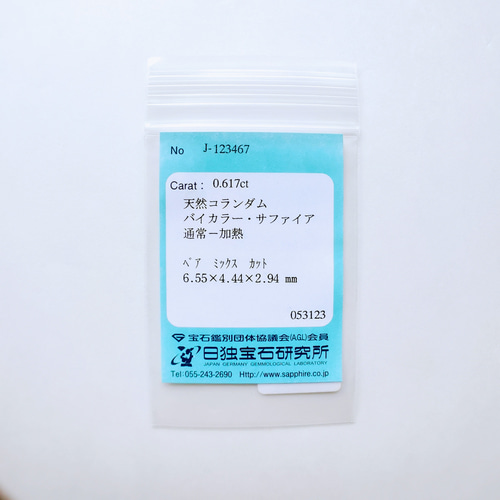 No J-123467
Carat : 0.617ct
天然コランダム
バイカラー・サファイア
通常－加熱
ペア ミックス カット
6.55×4.44×2.94 mm
053123
宝石鑑別団体協議会(AGL)会員
日独宝石研究所
JAPAN GERMANY GEMMOLOGICAL LABORATORY
Tel:055-243-2690 Http://www.sapphire.co.jp